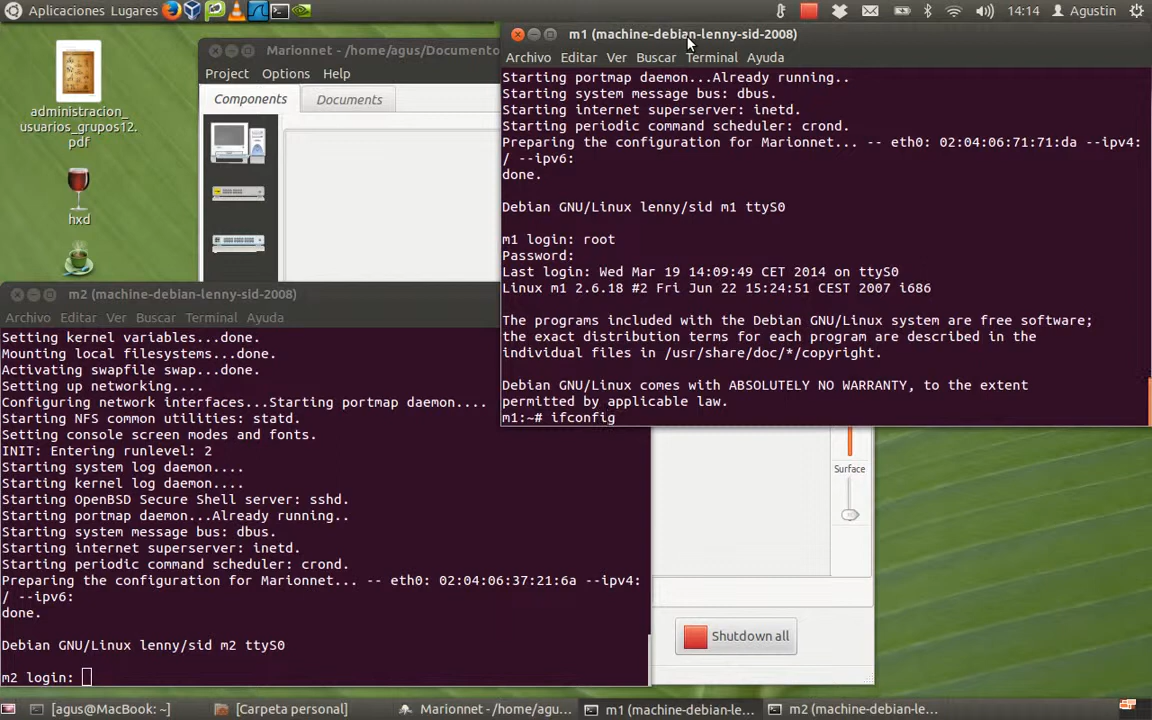 Aplicaciones Lugares
14:14 Agustin
administracion_
usuarios_grupos12.
pdf
hxd
Marionnet - /home/agus/Documento
Project Options Help
Components Documents
m1 (machine-debian-lenny-sid-2008)
Archivo Editar Ver Buscar Terminal Ayuda
Starting portmap daemon...Already running..
Starting system message bus: dbus.
Starting internet superserver: inetd.
Starting periodic command scheduler: crond.
Preparing the configuration for Marionnet... -- eth0: 02:04:06:71:71:da --ipv4:
/ --ipv6:
done.
Debian GNU/Linux lenny/sid m1 ttyS0
m1 login: root
Password:
Last login: Wed Mar 19 14:09:49 CET 2014 on ttyS0
Linux m1 2.6.18 #2 Fri Jun 22 15:24:51 CEST 2007 i686
The programs included with the Debian GNU/Linux system are free software;
the exact distribution terms for each program are described in the
individual files in /usr/share/doc/*/copyright.
Debian GNU/Linux comes with ABSOLUTELY NO WARRANTY, to the extent
permitted by applicable law.
m1:~# ifconfig
m2 (machine-debian-lenny-sid-2008)
Archivo Editar Ver Buscar Terminal Ayuda
Setting kernel variables...done.
Mounting local filesystems...done.
Activating swapfile swap...done.
Setting up networking....
Configuring network interfaces...Starting portmap daemon....
Starting NFS common utilities: statd.
Setting console screen modes and fonts.
INIT: Entering runlevel: 2
Starting system log daemon....
Starting kernel log daemon....
Starting OpenBSD Secure Shell server: sshd.
Starting portmap daemon...Already running..
Starting system message bus: dbus.
Starting internet superserver: inetd.
Starting periodic command scheduler: crond.
Preparing the configuration for Marionnet... -- eth0: 02:04:06:37:21:6a --ipv4:
/ --ipv6:
done.
Debian GNU/Linux lenny/sid m2 ttyS0
m2 login:
Surface
Shutdown all
[agus@MacBook: ~] [Carpeta personal] Marionnet - /home/agu... m1 (machine-debian-le... m2 (machine-debian-le...